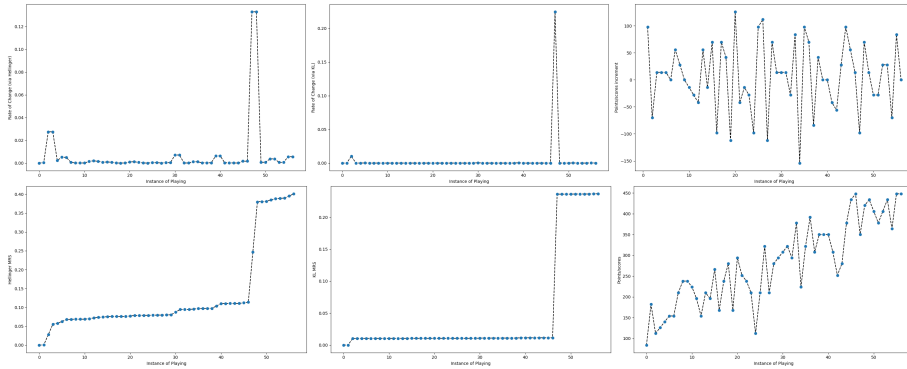 Rate of Change (via Hellinger)
0.12
0.10
0.08
0.06
0.04
0.02
0.00
0 10 20 30 40 50
Instance of Playing
Rate of Change (via KL)
0.20
0.15
0.10
0.05
0.00
0 10 20 30 40 50
Instance of Playing
Points/scores increment
100
50
0
−50
−100
−150
0 10 20 30 40 50
Instance of Playing
Hellinger MRS
0.40
0.35
0.30
0.25
0.20
0.15
0.10
0.05
0.00
0 10 20 30 40 50
Instance of Playing
KL MRS
0.20
0.15
0.10
0.05
0.00
0 10 20 30 40 50
Instance of Playing
Points/scores
450
400
350
300
250
200
150
100
0 10 20 30 40 50
Instance of Playing